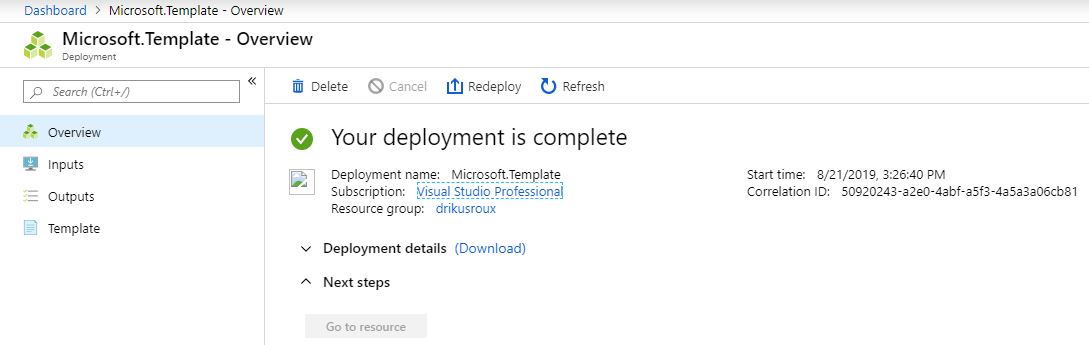 Dashboard > Microsoft.Template - Overview
Microsoft.Template - Overview
Deployment
Search (Ctrl+/)
«
Overview
Inputs
Outputs
Template
Delete Cancel Redeploy Refresh
Your deployment is complete
Deployment name: Microsoft.Template
Subscription: Visual Studio Professional
Resource group: drikusroux
Start time: 8/21/2019, 3:26:40 PM
Correlation ID: 50920243-a2e0-4abf-a5f3-4a5a3a06cb81
Deployment details (Download)
Next steps
Go to resource